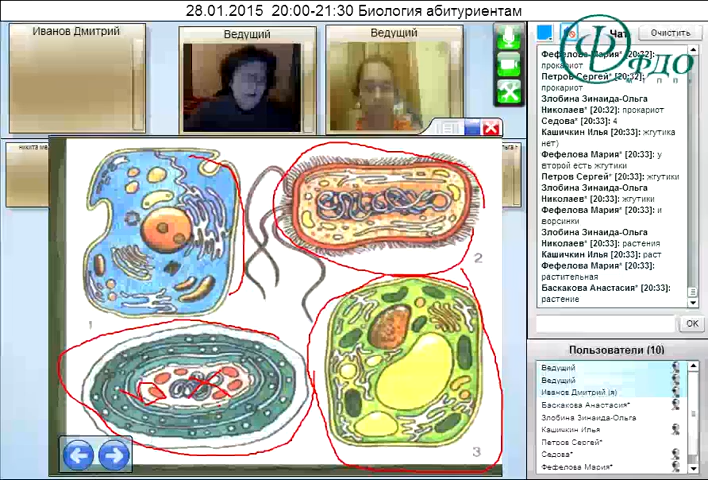 28.01.2015 20:00-21:30 Биология абитуриентам
Иванов Дмитрий
Ведущий
Ведущий
никита ме
1
2
3
Чат
Очистить
ФДО
Фефелова Мария* [20:32]:
прокариот
Петров Сергей* [20:32]:
прокариот
Злобина Зинаида-Ольга
Николаев* [20:32]: прокариот
Седова* [20:33]: 4
Кашичкин Илья [20:33]: жгутика
нет)
Фефелова Мария* [20:33]: у
второй есть жгутики
Петров Сергей* [20:33]: жгутики
Злобина Зинаида-Ольга
Николаев* [20:33]: жгутики
Фефелова Мария* [20:33]: и
ворсинки
Злобина Зинаида-Ольга
Николаев* [20:33]: растения
Кашичкин Илья [20:33]: раст
Фефелова Мария* [20:33]:
растительная
Баскакова Анастасия* [20:33]:
растение
OK
Пользователи (10)
Ведущий
Ведущий
Иванов Дмитрий (я)
Баскакова Анастасия*
Злобина Зинаида-Ольга
Кашичкин Илья
Петров Сергей*
Седова*
Фефелова Мария*